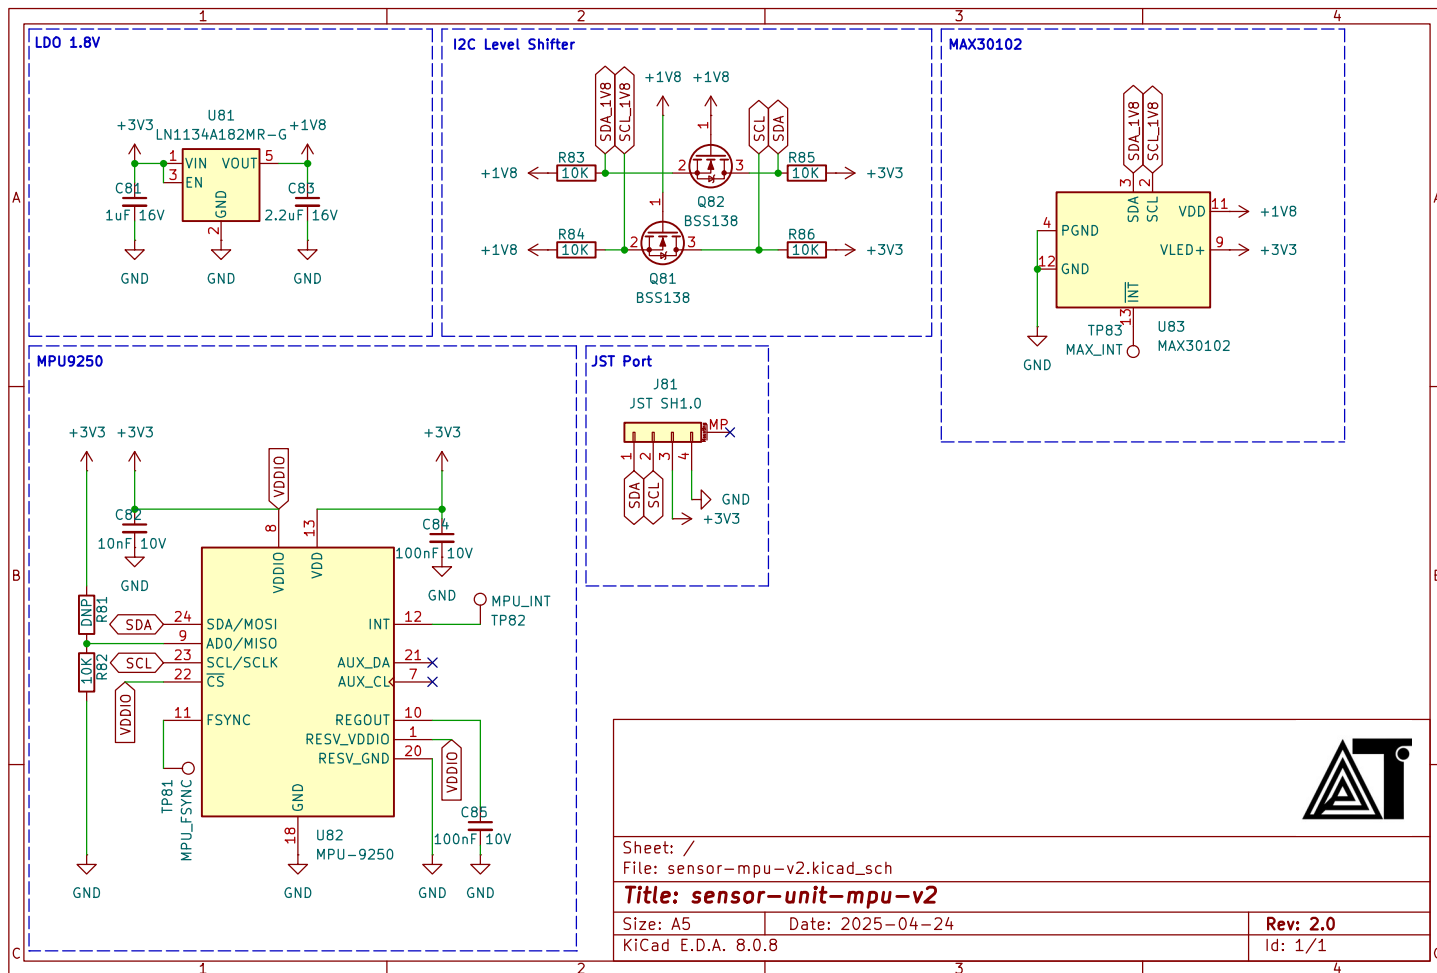 1 2 3 4
LDO 1.8V
U81
LN1134A182MR-G
+3V3
+1V8
1 VIN VOUT 5
3 EN
GND
2
C81
1uF 16V
C83
2.2uF 16V
GND GND GND
I2C Level Shifter
SDA_1V8
SCL_1V8
+1V8 +1V8
SCL
SDA
1
R83
10K
+1V8
2 3
R85
10K
+3V3
Q82
BSS138
1
R84
10K
+1V8
2 3
R86
10K
+3V3
Q81
BSS138
MAX30102
SDA_1V8
SCL_1V8
3 2
SDA
SCL
VDD 11 +1V8
4 PGND
VLED+ 9 +3V3
12 GND
INT
13
TP83
MAX_INT
U83
MAX30102
GND
A A
MPU9250
+3V3 +3V3 +3V3
VDDIO
C82
10nF 10V
GND
8 13
VDDIO
VDD
C84
100nF 10V
GND
DNP
R81
SDA
24 SDA/MOSI
9 AD0/MISO
SCL
23 SCL/SCLK
22 CS
10K
R82
VDDIO
11 FSYNC
TP81
MPU_FSYNC
INT 12
MPU_INT
TP82
AUX_DA 21
AUX_CL 7
REGOUT 10
RESV_VDDIO 1
RESV_GND 20
VDDIO
GND
18
U82
MPU-9250
C85
100nF 10V
GND GND GND GND
JST Port
J81
JST SH1.0
MP
1 2 3 4
SDA
SCL
GND
+3V3
B B
AT
Sheet: /
File: sensor-mpu-v2.kicad_sch
Title: sensor-unit-mpu-v2
Size: A5 Date: 2025-04-24 Rev: 2.0
KiCad E.D.A. 8.0.8 Id: 1/1
C C
1 2 3 4